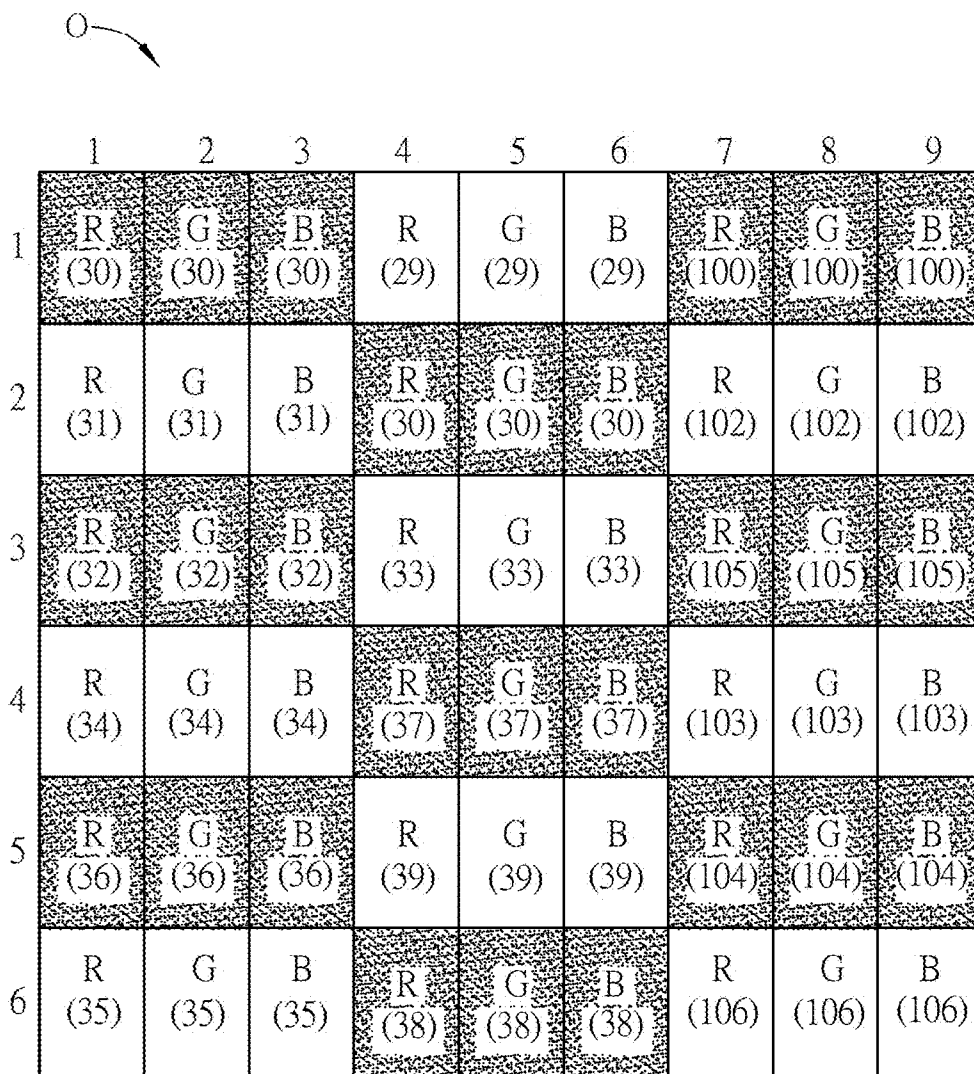 O
1 2 3 4 5 6 7 8 9
1 R G B R G B R G B
(30) (30) (30) (29) (29) (29) (100) (100) (100)
2 R G B R G B R G B
(31) (31) (31) (30) (30) (30) (102) (102) (102)
3 R G B R G B R G B
(32) (32) (32) (33) (33) (33) (105) (105) (105)
4 R G B R G B R G B
(34) (34) (34) (37) (37) (37) (103) (103) (103)
5 R G B R G B R G B
(36) (36) (36) (39) (39) (39) (104) (104) (104)
6 R G B R G B R G B
(35) (35) (35) (38) (38) (38) (106) (106) (106)